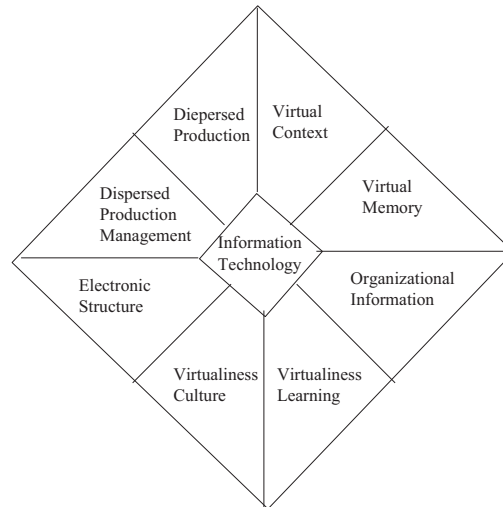 Diepersed
Production
Virtual
Context
Dispersed
Production
Management
Virtual
Memory
Information
Technology
Electronic
Structure
Organizational
Information
Virtualiness
Culture
Virtualiness
Learning